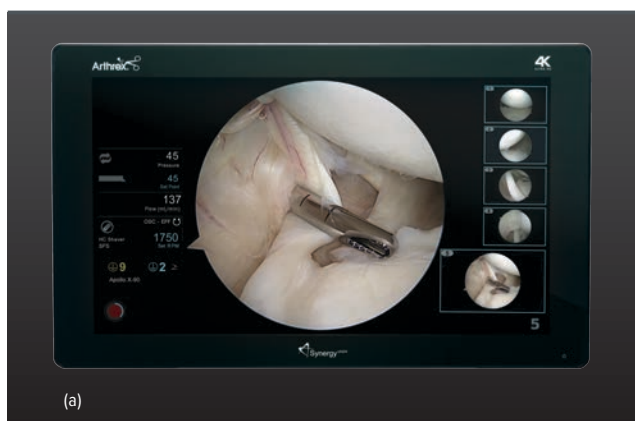 Arthrex
4K
45
Pressure
45
Set Point
137
Flow (mL/min)
OSC - EFF
HC Shaver
SFS
1750
Set RPM
9
2
Apollo X-90
5
Synergy
(a)